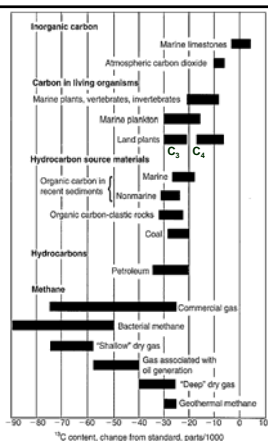 Inorganic carbon
Marine limestones
Atmospheric carbon dioxide
Carbon in living organisms
Marine plants, vertebrates, invertebrates
Marine plankton
Land plants
C3 C4
Hydrocarbon source materials
Marine
Organic carbon in
recent sediments
Nonmarine
Organic carbon-clastic rocks
Coal
Hydrocarbons
Petroleum
Methane
Commercial gas
Bacterial methane
"Shallow" dry gas
Gas associated with
oil generation
"Deep" dry gas
Geothermal methane
−90 −80 −70 −60 −50 −40 −30 −20 −10 0 10
¹³C content, change from standard, parts/1000